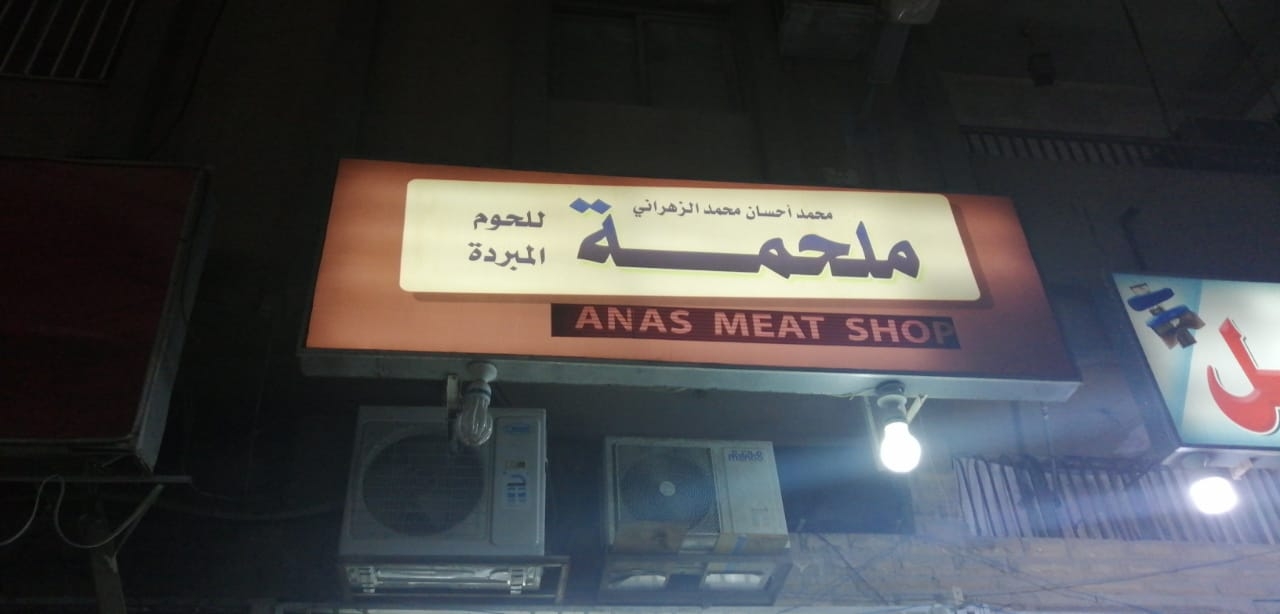 محمد أحسان محمد الزهراني
ملحمة
للحوم
المبردة
ANAS MEAT SHOP